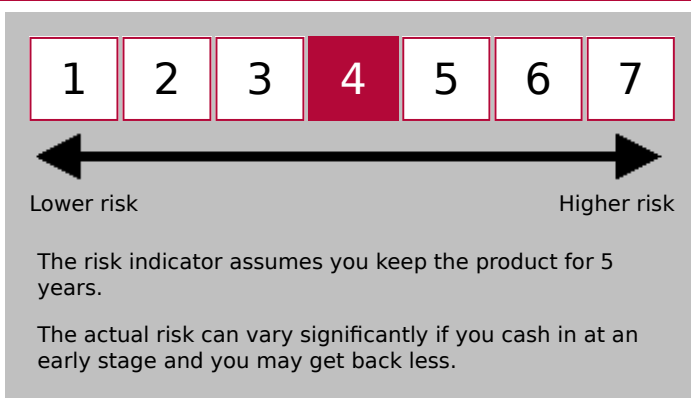 1 2 3 4 5 6 7
Lower risk Higher risk
The risk indicator assumes you keep the product for 5
years.
The actual risk can vary significantly if you cash in at an
early stage and you may get back less.